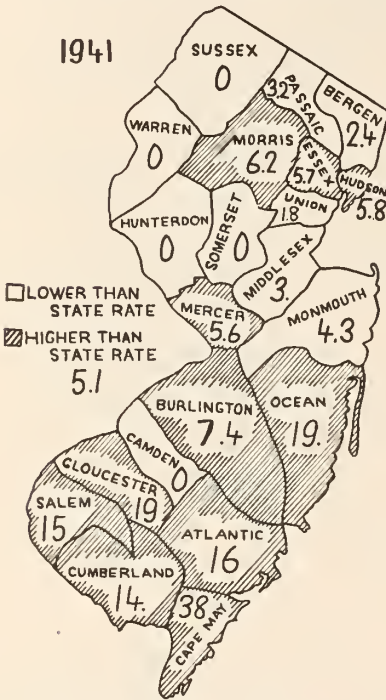 1941
SUSSEX
0
PASSAIC
3.2
BERGEN
2.4
WARREN
0
MORRIS
6.2
ESSEX
5.7
HUDSON
5.8
UNION
1.8
HUNTERDON
0
SOMERSET
0
MIDDLESEX
3.
MERCER
5.6
MONMOUTH
4.3
LOWER THAN
STATE RATE
HIGHER THAN
STATE RATE
5.1
BURLINGTON
7.4
OCEAN
19.
CAMDEN
0
GLOUCESTER
19
SALEM
15
ATLANTIC
16
CUMBERLAND
14.
38
CAPE MAY